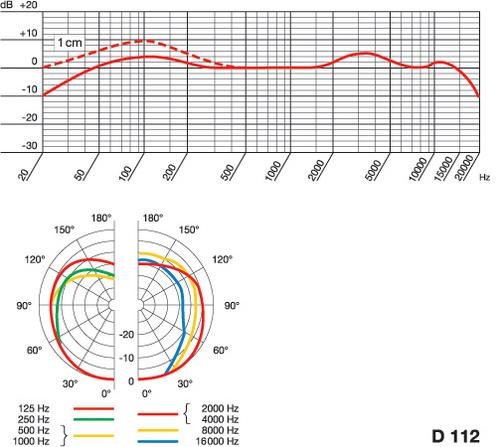 dB +20
+10
1 cm
0
-10
-20
-30
20 50 100 200 500 1000 2000 5000 10000 15000 20000 Hz
180° 180°
150° 150°
120° 120°
90° 90°
60° 60°
30° 30°
0° 0°
-20
-10
0
125 Hz 2000 Hz
250 Hz 4000 Hz
500 Hz 8000 Hz
1000 Hz 16000 Hz
D 112